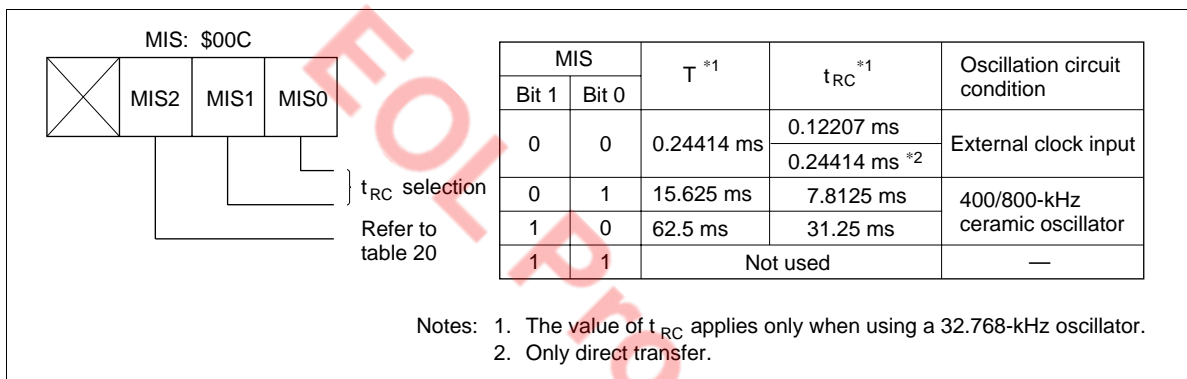 MIS: $00C
MIS2 MIS1 MIS0
t RC selection
Refer to
table 20
MIS T *1 t RC *1 Oscillation circuit condition
Bit 1 Bit 0
0 0 0.24414 ms 0.12207 ms External clock input
0.24414 ms *2
0 1 15.625 ms 7.8125 ms 400/800-kHz
1 0 62.5 ms 31.25 ms ceramic oscillator
1 1 Not used —
Notes: 1. The value of t RC applies only when using a 32.768-kHz oscillator.
2. Only direct transfer.
EOL Pro